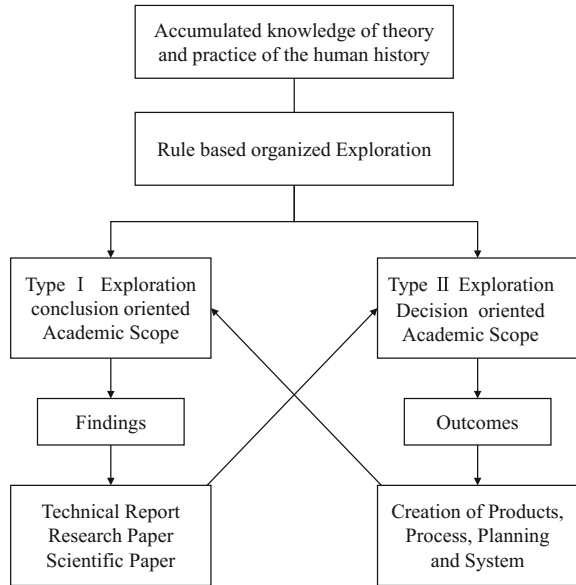 Accumulated knowledge of theory
and practice of the human history
Rule based organized Exploration
Type Ⅰ Exploration
conclusion oriented
Academic Scope
Type Ⅱ Exploration
Decision oriented
Academic Scope
Findings
Outcomes
Technical Report
Research Paper
Scientific Paper
Creation of Products,
Process, Planning
and System